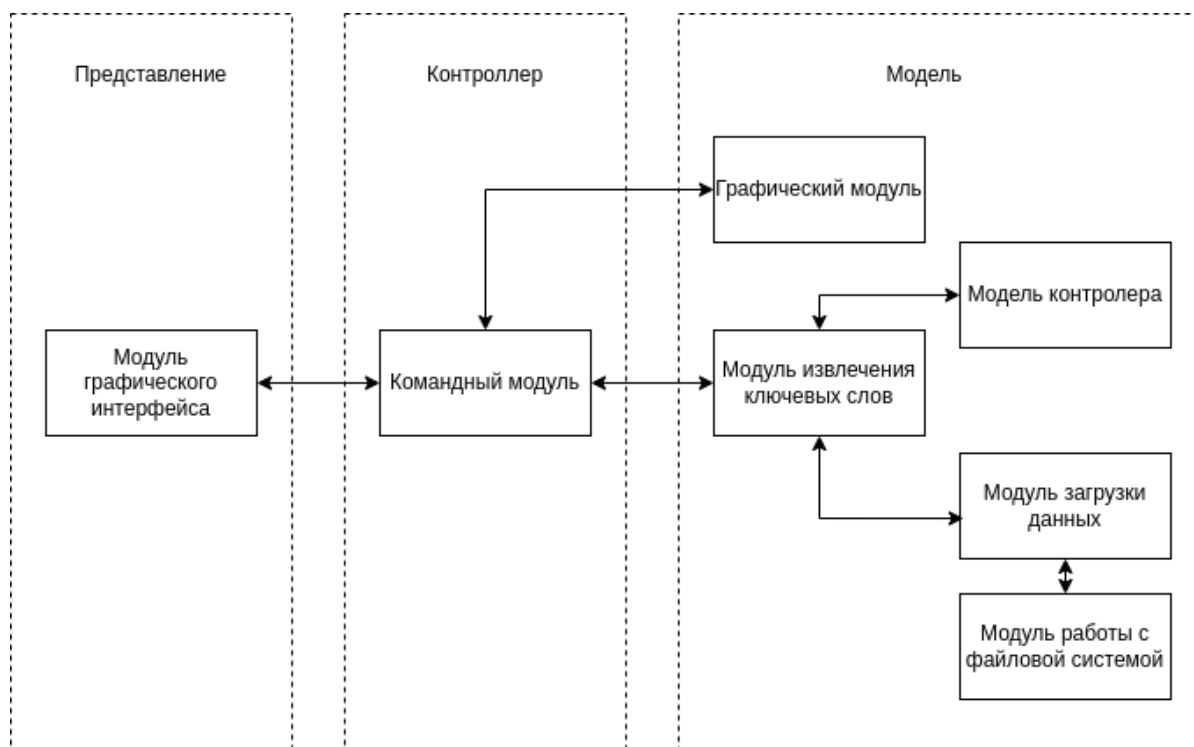 Представление
Контроллер
Модель
Графический модуль
Модель контролера
Модуль
графического
интерфейса
Командный модуль
Модуль извлечения
ключевых слов
Модуль загрузки
данных
Модуль работы с
файловой системой